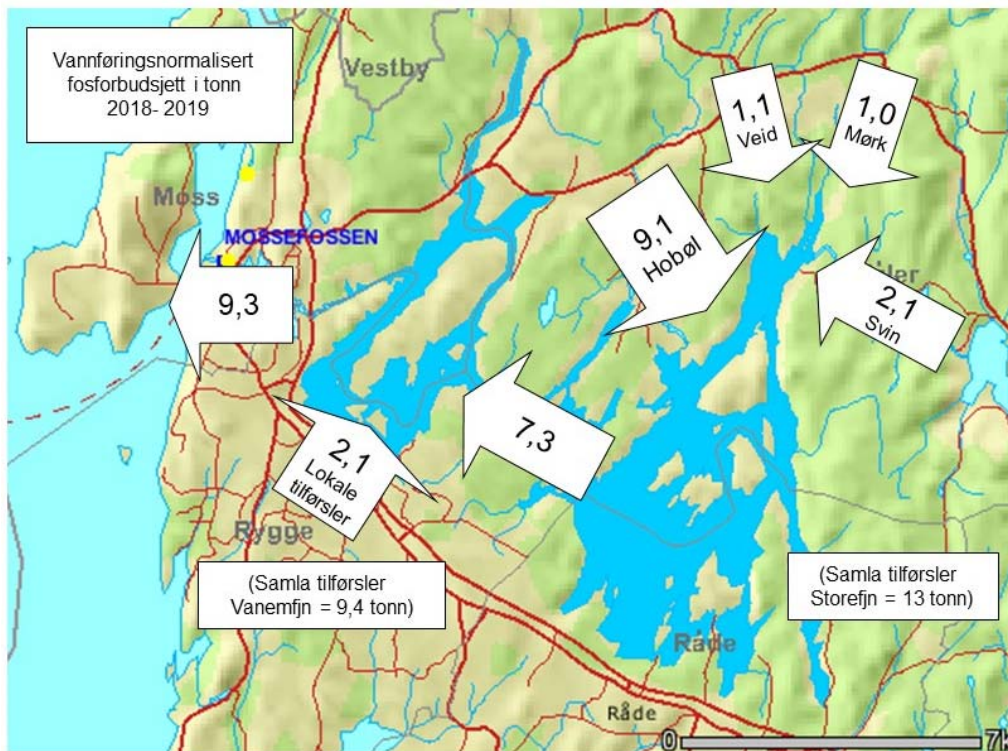 Vannføringsnormalisert
fosforbudsjett i tonn
2018- 2019
Vestby
1,1
Veid
1,0
Mørk
Moss
MOSSEFOSSEN
9,1
Hobøl
9,3
2,1
Svin
7,3
2,1
Lokale
tilførsler
Rygge
(Samla tilførsler
Vanemfjn = 9,4 tonn)
(Samla tilførsler
Storefjn = 13 tonn)
Råde
Råde
0